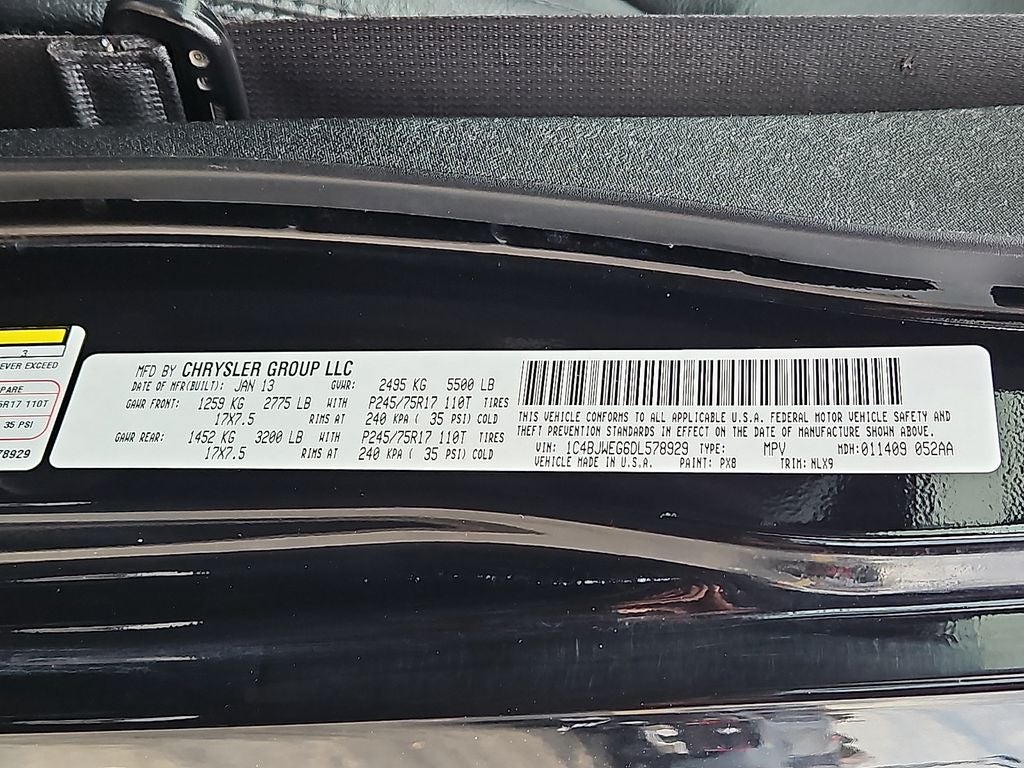 3
EVER EXCEED
PARE
5R17 110T
35 PSI
78929
MFD BY CHRYSLER GROUP LLC
DATE OF MFR(BUILT): JAN 13 GVWR: 2495 KG 5500 LB
GAWR FRONT: 1259 KG 2775 LB WITH P245/75R17 110T TIRES
17X7.5 RIMS AT 240 KPA ( 35 PSI) COLD
GAWR REAR: 1452 KG 3200 LB WITH P245/75R17 110T TIRES
17X7.5 RIMS AT 240 KPA ( 35 PSI) COLD
THIS VEHICLE CONFORMS TO ALL APPLICABLE U.S.A. FEDERAL MOTOR VEHICLE SAFETY AND
THEFT PREVENTION STANDARDS IN EFFECT ON THE DATE OF MANUFACTURE SHOWN ABOVE.
VIN: 1C4BJWEG6DL578929 TYPE: MPV MDH:011409 052AA
VEHICLE MADE IN U.S.A. PAINT: PX8 TRIM: NLX9